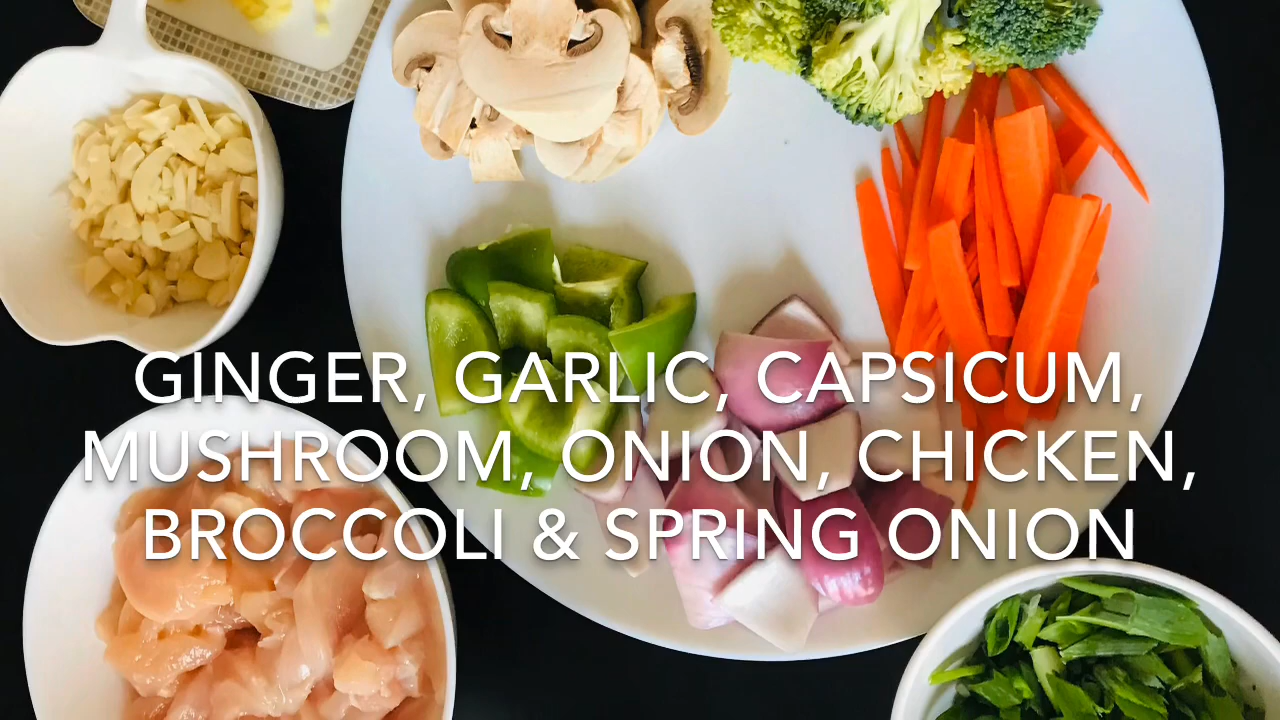 GINGER, GARLIC, CAPSICUM,
MUSHROOM, ONION, CHICKEN,
BROCCOLI & SPRING ONION